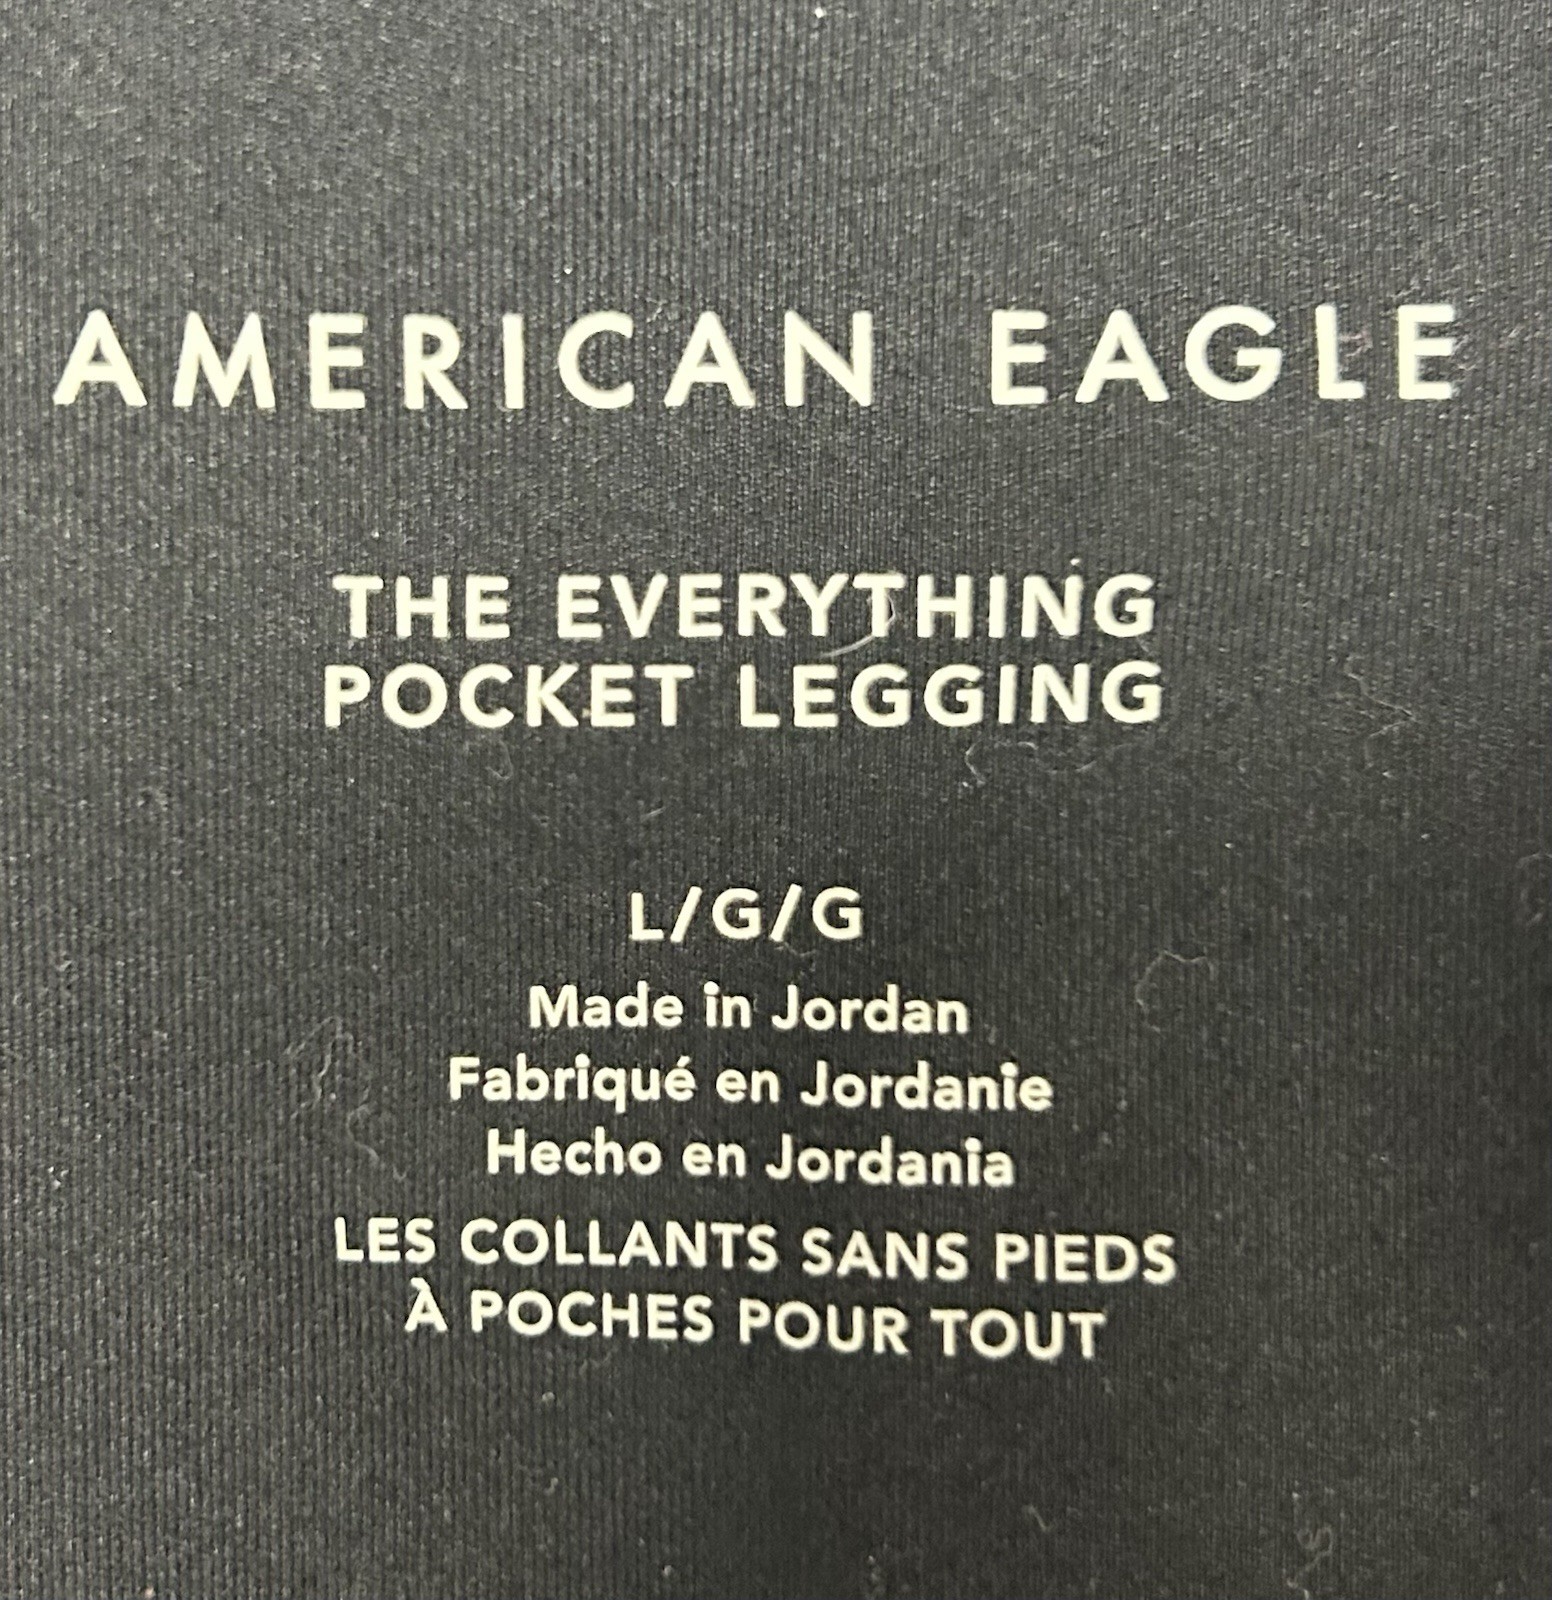 AMERICAN EAGLE
THE EVERYTHING
POCKET LEGGING
L/G/G
Made in Jordan
Fabriqué en Jordanie
Hecho en Jordania
LES COLLANTS SANS PIEDS
À POCHES POUR TOUT